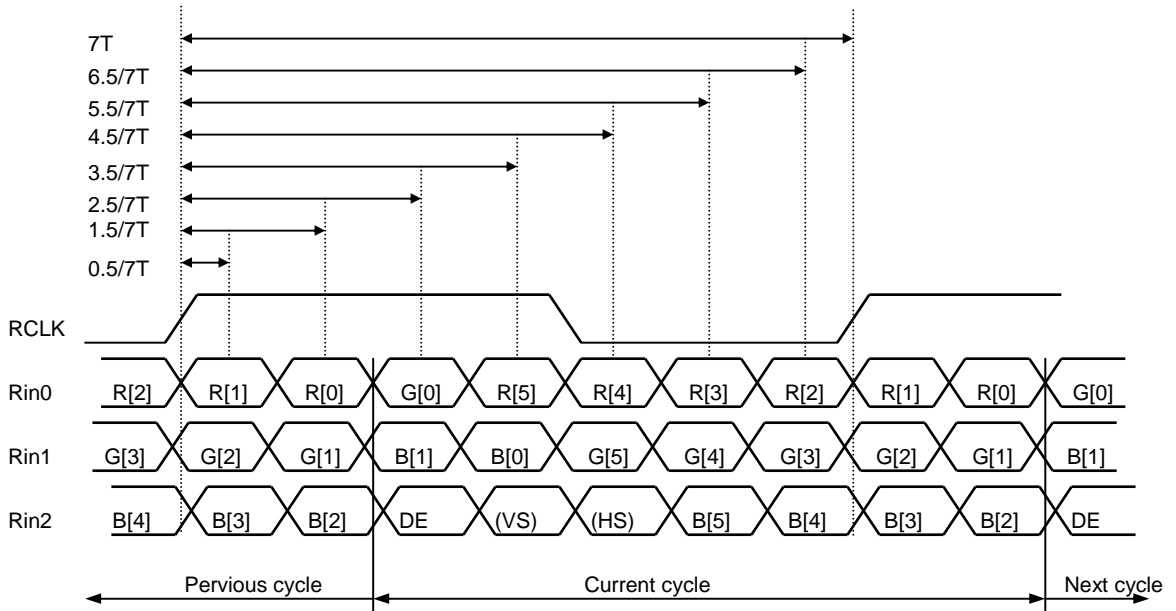 7T
6.5/7T
5.5/7T
4.5/7T
3.5/7T
2.5/7T
1.5/7T
0.5/7T
RCLK
Rin0 R[2] R[1] R[0] G[0] R[5] R[4] R[3] R[2] R[1] R[0] G[0]
Rin1 G[3] G[2] G[1] B[1] B[0] G[5] G[4] G[3] G[2] G[1] B[1]
Rin2 B[4] B[3] B[2] DE (VS) (HS) B[5] B[4] B[3] B[2] DE
Pervious cycle Current cycle Next cycle